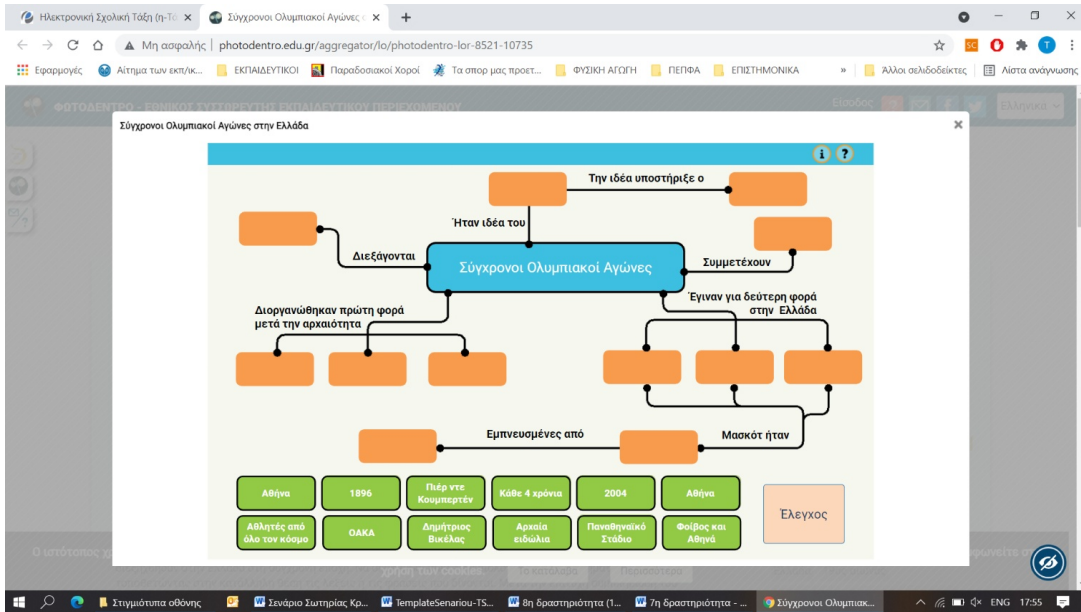 Ηλεκτρονική Σχολική Τάξη (η-Τά
Σύγχρονοι Ολυμπιακοί Αγώνες σ
Μη ασφαλής | photodentro.edu.gr/aggregator/lo/photodentro-lor-8521-10735
Εφαρμογές Αίτημα των εκπ/κ... ΕΚΠΑΙΔΕΥΤΙΚΟΙ Παραδοσιακοί Χοροί Τα σπορ μας προετ... ΦΥΣΙΚΗ ΑΓΩΓΗ ΠΕΠΦΑ ΕΠΙΣΤΗΜΟΝΙΚΑ » Άλλοι σελιδοδείκτες Λίστα ανάγνωσης
ΦΩΤΟΔΕΝΤΡΟ - ΕΘΝΙΚΟΣ ΣΥΣΣΩΡΕΥΤΗΣ ΕΚΠΑΙΔΕΥΤΙΚΟΥ ΠΕΡΙΕΧΟΜΕΝΟΥ
Είσοδος
Ελληνικά
Σύγχρονοι Ολυμπιακοί Αγώνες στην Ελλάδα
i ?
Την ιδέα υποστήριξε ο
Ήταν ιδέα του
Διεξάγονται
Σύγχρονοι Ολυμπιακοί Αγώνες
Συμμετέχουν
Διοργανώθηκαν πρώτη φορά
μετά την αρχαιότητα
Έγιναν για δεύτερη φορά
στην Ελλάδα
Εμπνευσμένες από
Μασκότ ήταν
Αθήνα
1896
Πιέρ ντε
Κουμπερτέν
Κάθε 4 χρόνια
2004
Αθήνα
Αθλητές από
όλο τον κόσμο
ΟΑΚΑ
Δημήτριος
Βικέλας
Αρχαία
ειδώλια
Παναθηναϊκό
Στάδιο
Φοίβος και
Αθηνά
Έλεγχος
Ο ιστότοπος
χρήση των cookies.
Το κατάλαβα
Περισσότερα
Στιγμιότυπα οθόνης
Σενάριο Σωτηρίας Κρ...
TemplateSenariou-TS...
8η δραστηριότητα (1...
7η δραστηριότητα - ...
Σύγχρονοι Ολυμπιακ...
ENG 17:55